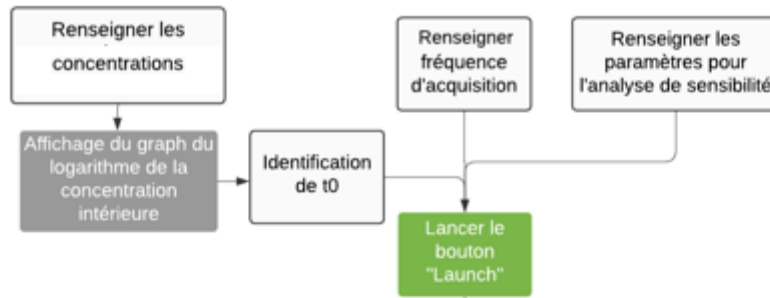 Renseigner les
concentrations
Affichage du graph du
logarithme de la
concentration
intérieure
Identification
de t0
Renseigner
fréquence
d'acquisition
Renseigner les
paramètres pour
l'analyse de sensibilité
Lancer le
bouton
"Launch"